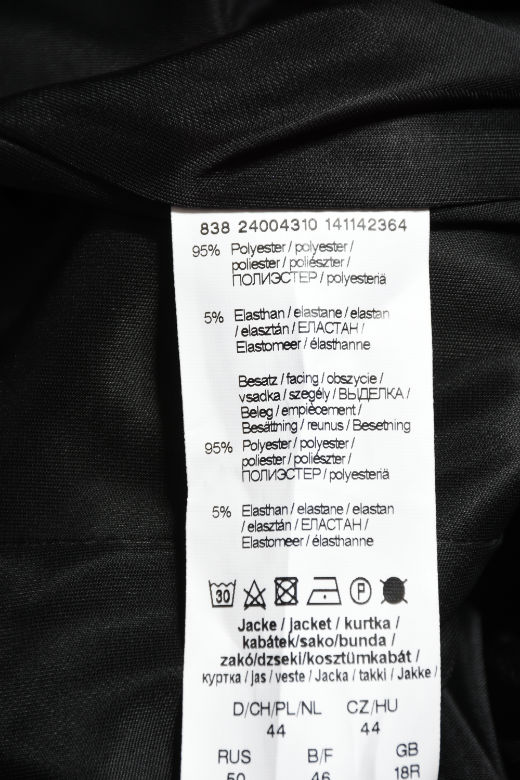 838 24004310 141142364
95% Polyester / polyester /
poliester / poliészter /
ПОЛИЭСТЕР / polyesteriä
5% Elasthan / elastane / elastan
/ elasztán / ЕЛАСТАН /
Elastomeer / élasthanne
Besatz / facing / obszycie /
vsadka / szegély / ВЫДЕЛКА /
Beleg / empiècement /
Besättning / reunus / Besetning
95% Polyester / polyester /
poliester / poliészter /
ПОЛИЭСТЕР / polyesteriä
5% Elasthan / elastane / elastan
/ elasztán / ЕЛАСТАН /
Elastomeer / élasthanne
30 P
Jacke / jacket / kurtka /
kabátek/sako/bunda /
zakó/dzseki/kosztümkabát /
куртка / jas / veste / Jacka / takki / Jakke /
D/CH/PL/NL CZ/HU
44 44
RUS B/F GB
50 46 18R